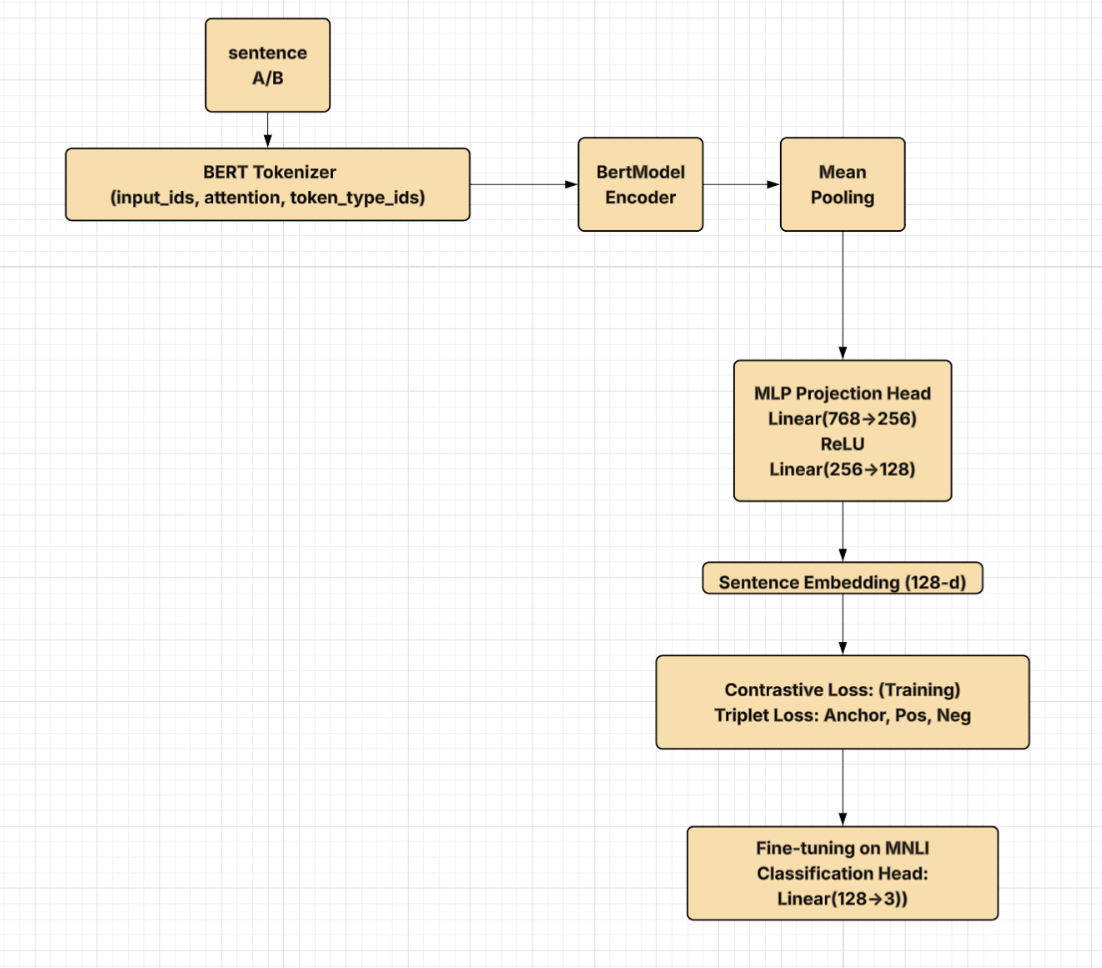 sentence
A/B
BERT Tokenizer
(input_ids, attention, token_type_ids)
BertModel
Encoder
Mean
Pooling
MLP Projection Head
Linear(768→256)
ReLU
Linear(256→128)
Sentence Embedding (128-d)
Contrastive Loss: (Training)
Triplet Loss: Anchor, Pos, Neg
Fine-tuning on MNLI
Classification Head:
Linear(128→3))